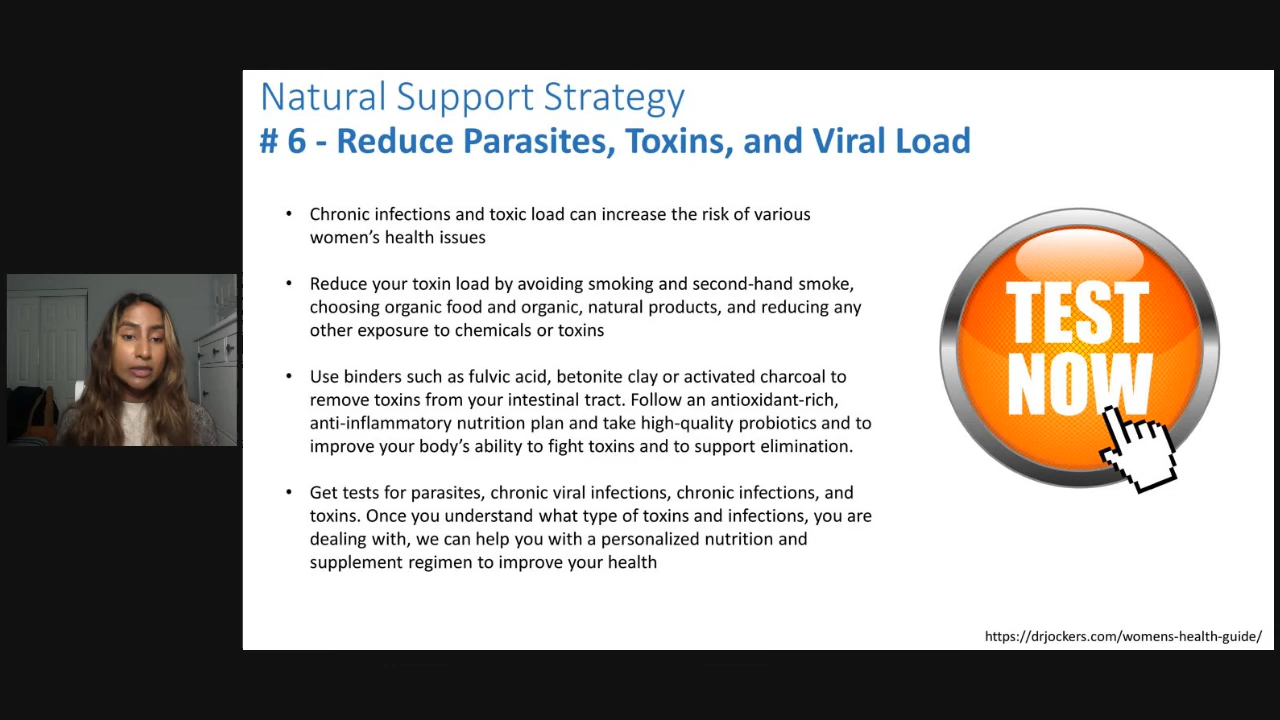 Natural Support Strategy
# 6 - Reduce Parasites, Toxins, and Viral Load
• Chronic infections and toxic load can increase the risk of various
women’s health issues
• Reduce your toxin load by avoiding smoking and second-hand smoke,
choosing organic food and organic, natural products, and reducing any
other exposure to chemicals or toxins
• Use binders such as fulvic acid, betonite clay or activated charcoal to
remove toxins from your intestinal tract. Follow an antioxidant-rich,
anti-inflammatory nutrition plan and take high-quality probiotics and to
improve your body’s ability to fight toxins and to support elimination.
• Get tests for parasites, chronic viral infections, chronic infections, and
toxins. Once you understand what type of toxins and infections, you are
dealing with, we can help you with a personalized nutrition and
supplement regimen to improve your health
TEST
NOW
https://drjockers.com/womens-health-guide/